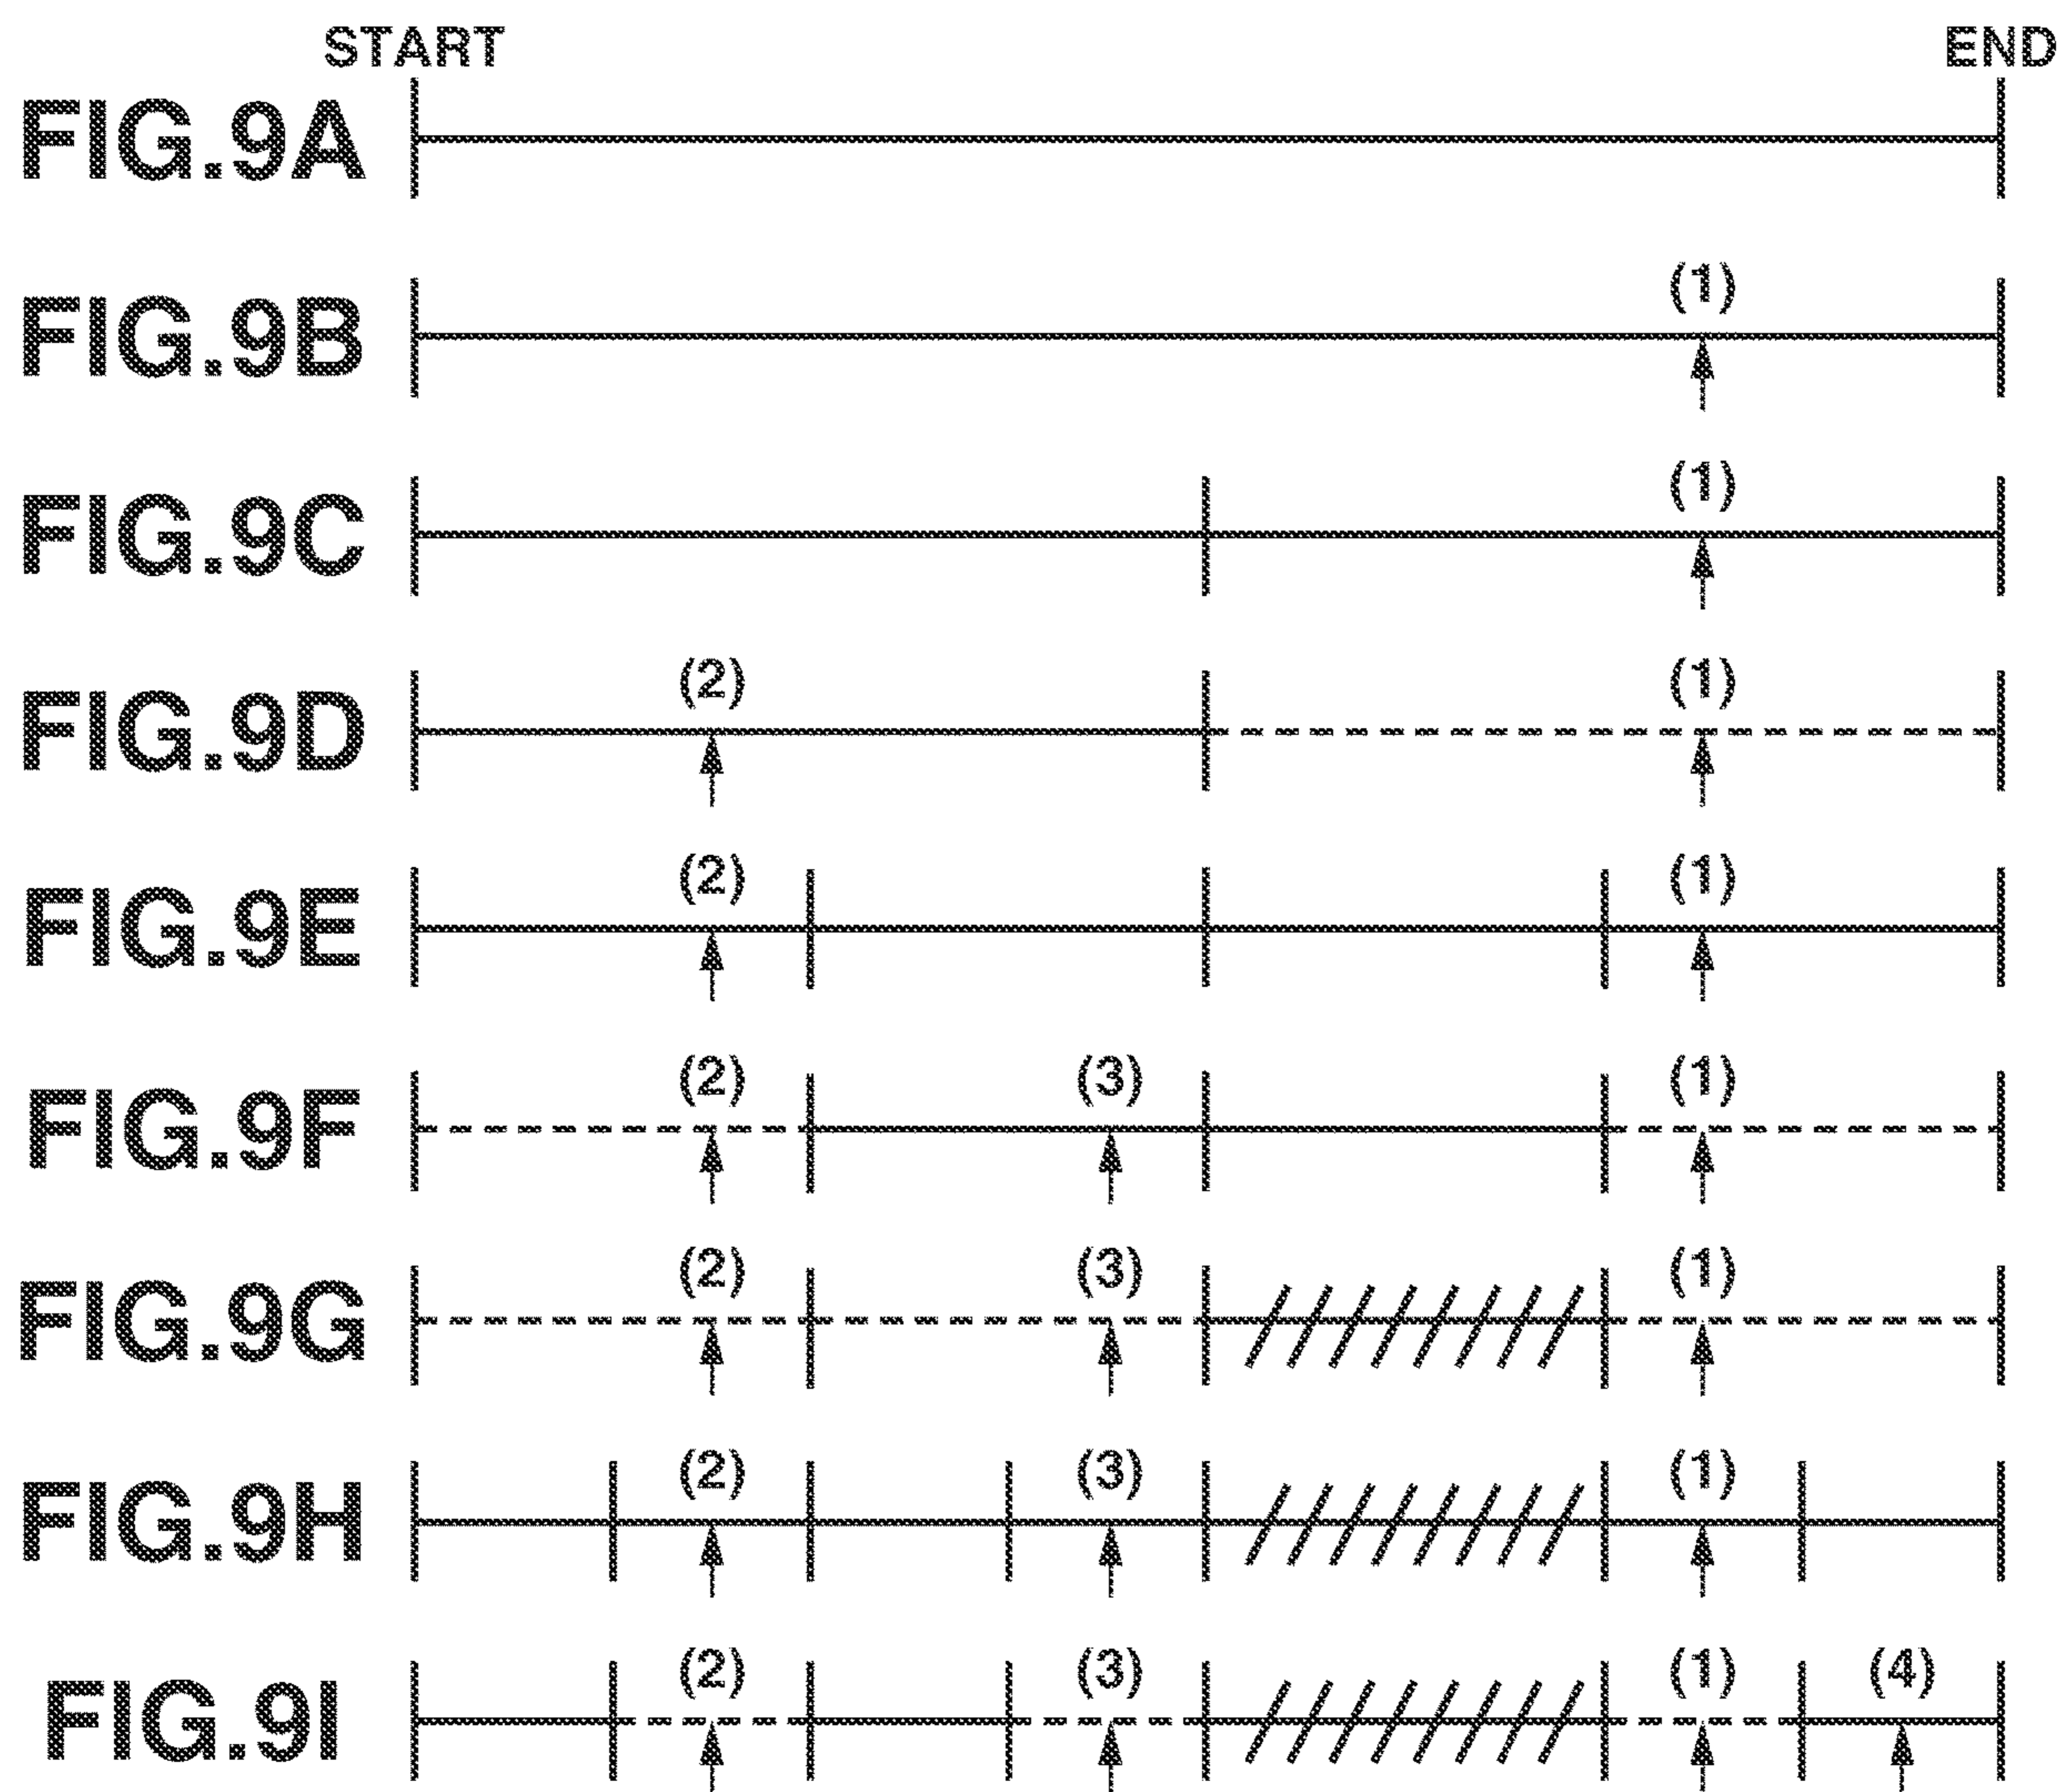 START END
FIG.9A
FIG.9B (1)
FIG.9C (1)
FIG.9D (2) (1)
FIG.9E (2) (1)
FIG.9F (2) (3) (1)
FIG.9G (2) (3) (1)
FIG.9H (2) (3) (1)
FIG.9I (2) (3) (1) (4)